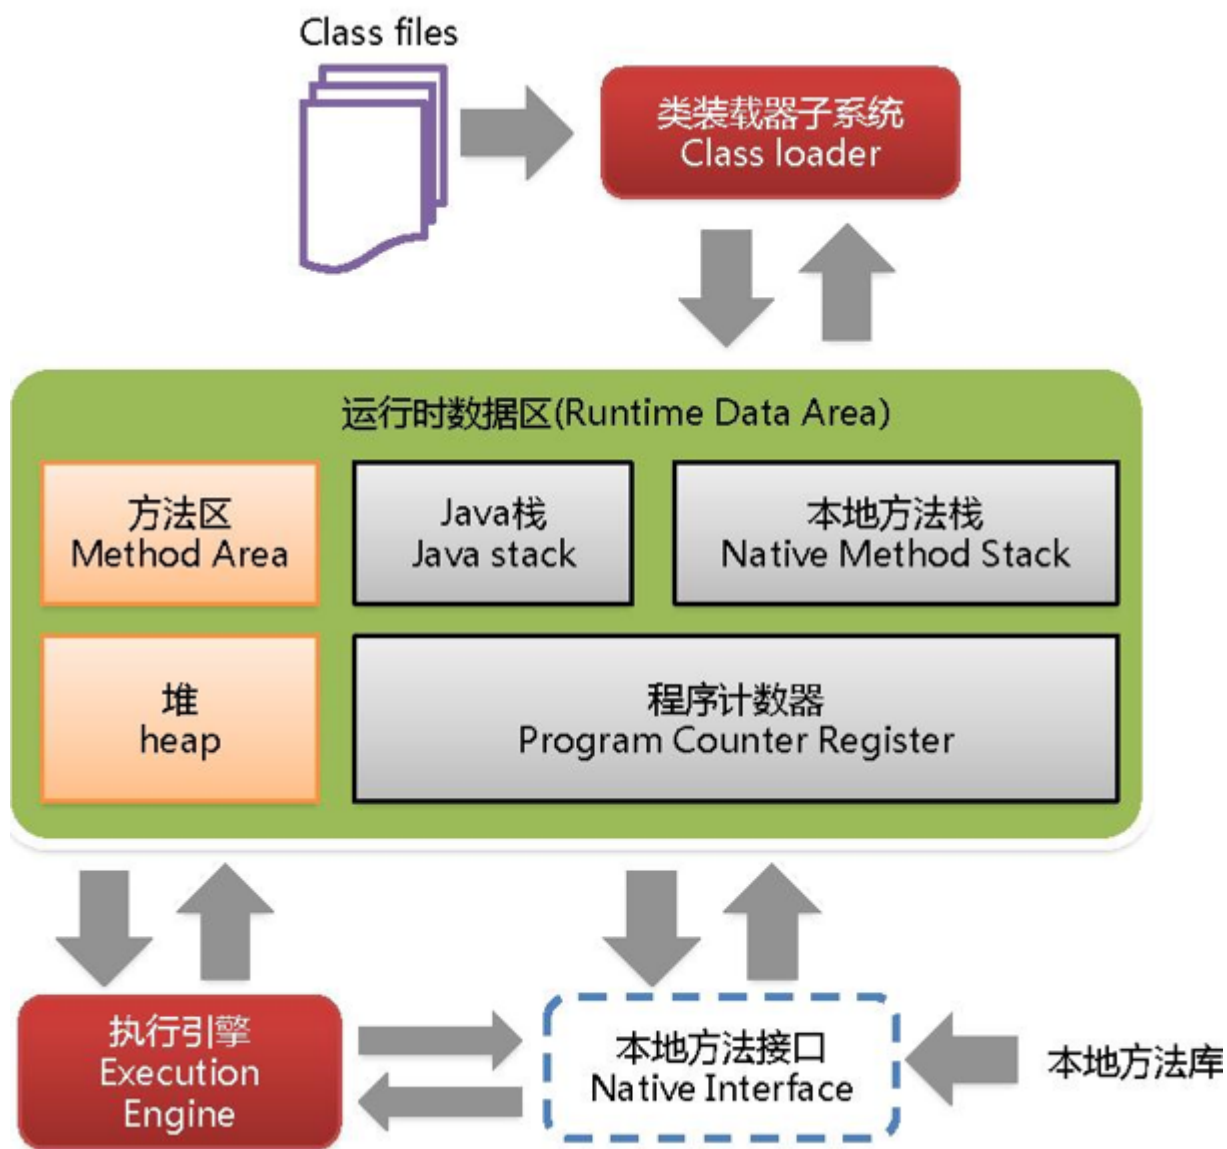 Class files
类装载器子系统
Class loader
运行时数据区(Runtime Data Area)
方法区
Method Area
Java栈
Java stack
本地方法栈
Native Method Stack
堆
heap
程序计数器
Program Counter Register
执行引擎
Execution
Engine
本地方法接口
Native Interface
本地方法库